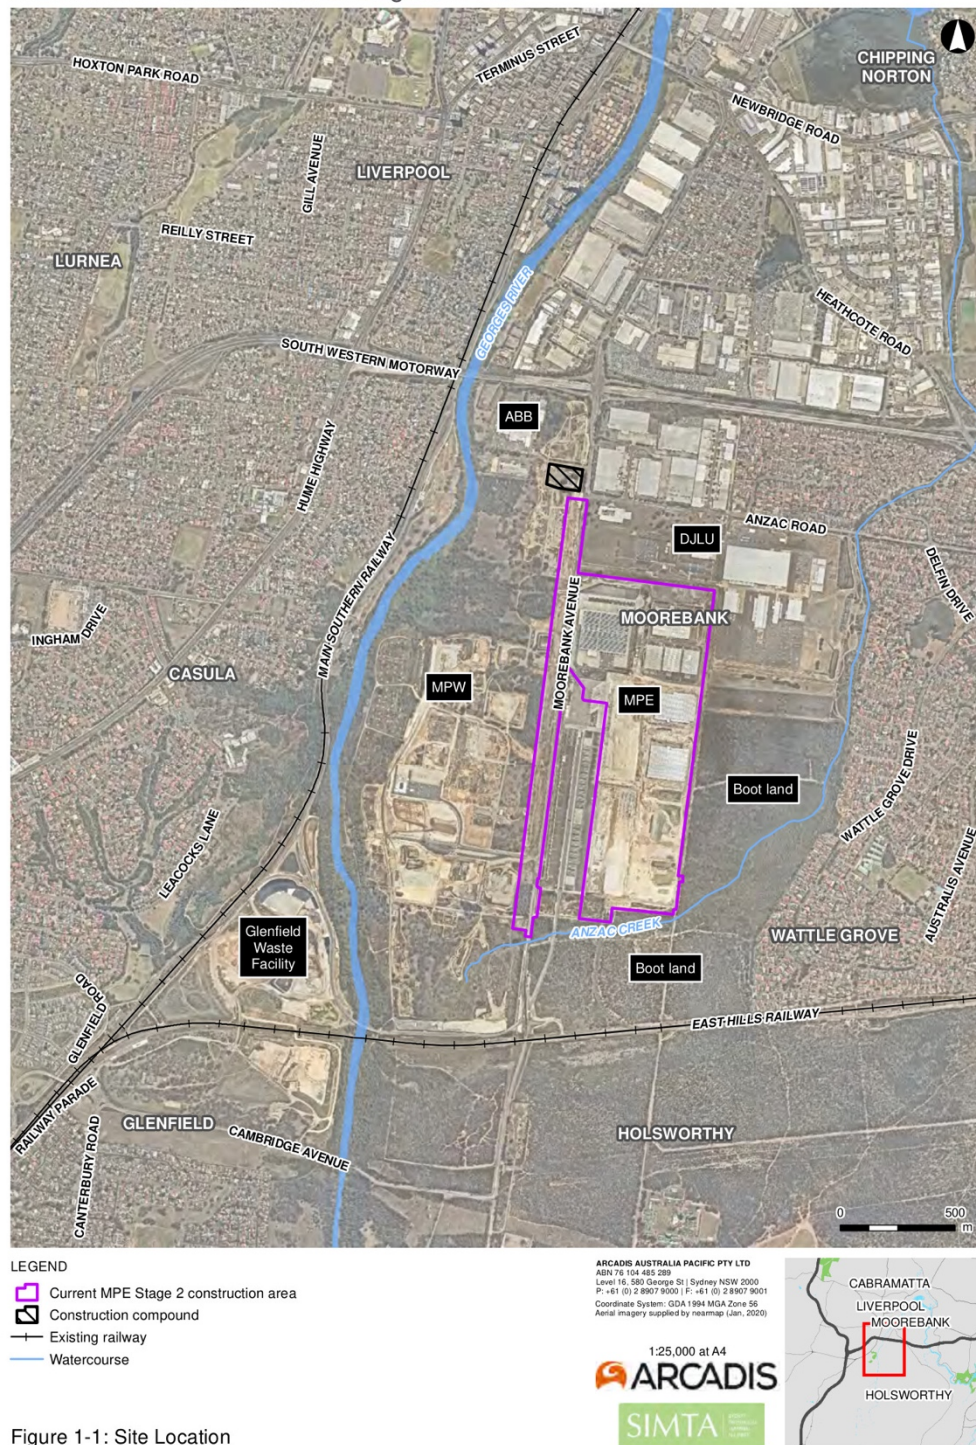 CHIPPING
NORTON
HOXTON PARK ROAD
TERMINUS STREET
NEWBRIDGE ROAD
GILL AVENUE
LIVERPOOL
REILLY STREET
LURNEA
GEORGES RIVER
HEATHCOTE ROAD
SOUTH WESTERN MOTORWAY
ABB
HUME HIGHWAY
ANZAC ROAD
DJLU
DELFIN DRIVE
MOOREBANK AVENUE
MOOREBANK
MAIN SOUTHERN RAILWAY
INGHAM DRIVE
CASULA
MPW
MPE
Boot land
WATTLE GROVE DRIVE
LEACOCKS LANE
AUSTRALIS AVENUE
Glenfield
Waste
Facility
ANZAC CREEK
WATTLE GROVE
Boot land
GLENFIELD ROAD
EAST HILLS RAILWAY
RAILWAY PARADE
GLENFIELD
CAMBRIDGE AVENUE
HOLSWORTHY
CANTERBURY ROAD
0 500
m
LEGEND
Current MPE Stage 2 construction area
Construction compound
Existing railway
Watercourse
ARCADIS AUSTRALIA PACIFIC PTY LTD
ABN 76 104 485 289
Level 16, 580 George St | Sydney NSW 2000
P: +61 (0) 2 8907 9000 | F: +61 (0) 2 8907 9001
Coordinate System: GDA 1994 MGA Zone 56
Aerial imagery supplied by nearmap (Jan, 2020)
1:25,000 at A4
ARCADIS
SIMTA
CABRAMATTA
LIVERPOOL
MOOREBANK
HOLSWORTHY
Figure 1-1: Site Location